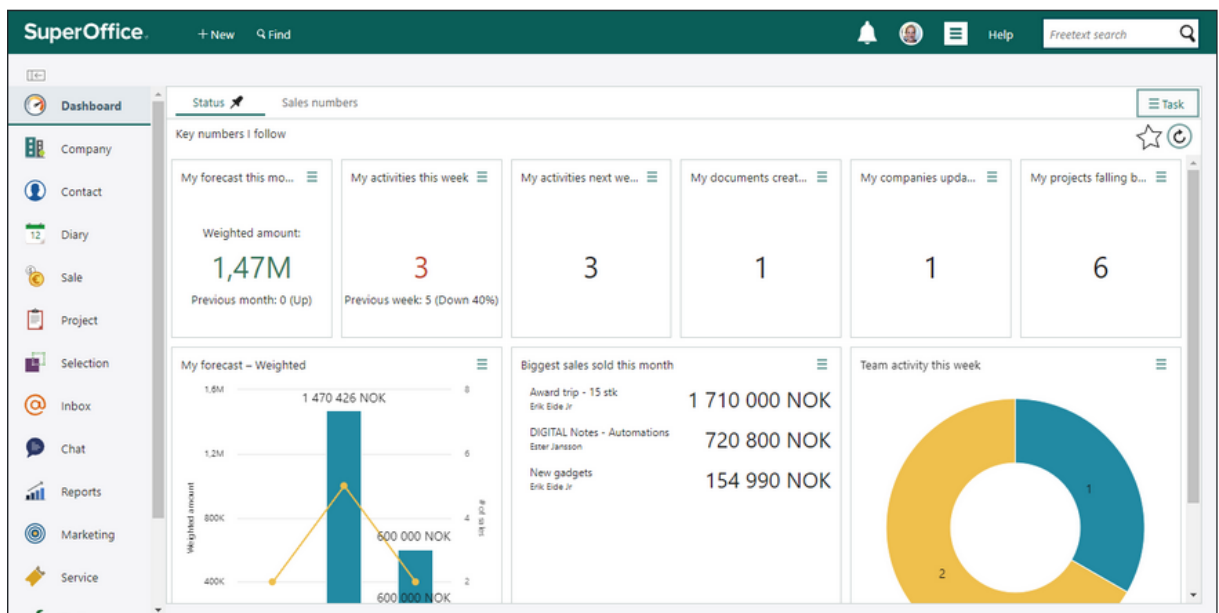 SuperOffice.
+ New
Find
Help
Freetext search
Dashboard
Company
Contact
12
Diary
Sale
Project
Selection
Inbox
Chat
Reports
Marketing
Service
Status
Sales numbers
Task
Key numbers I follow
My forecast this mo...
Weighted amount:
1,47M
Previous month: 0 (Up)
My activities this week
3
Previous week: 5 (Down 40%)
My activities next we...
3
My documents creat...
1
My companies upda...
1
My projects falling b...
6
My forecast – Weighted
1,6M
1,2M
800K
400K
Weighted amount
1 470 426 NOK
600 000 NOK
600 000 NOK
8
6
4
2
# of sales
Biggest sales sold this month
Award trip - 15 stk
Erik Eide Jr
1 710 000 NOK
DIGITAL Notes - Automations
Ester Jansson
720 800 NOK
New gadgets
Erik Eide Jr
154 990 NOK
Team activity this week
1
2